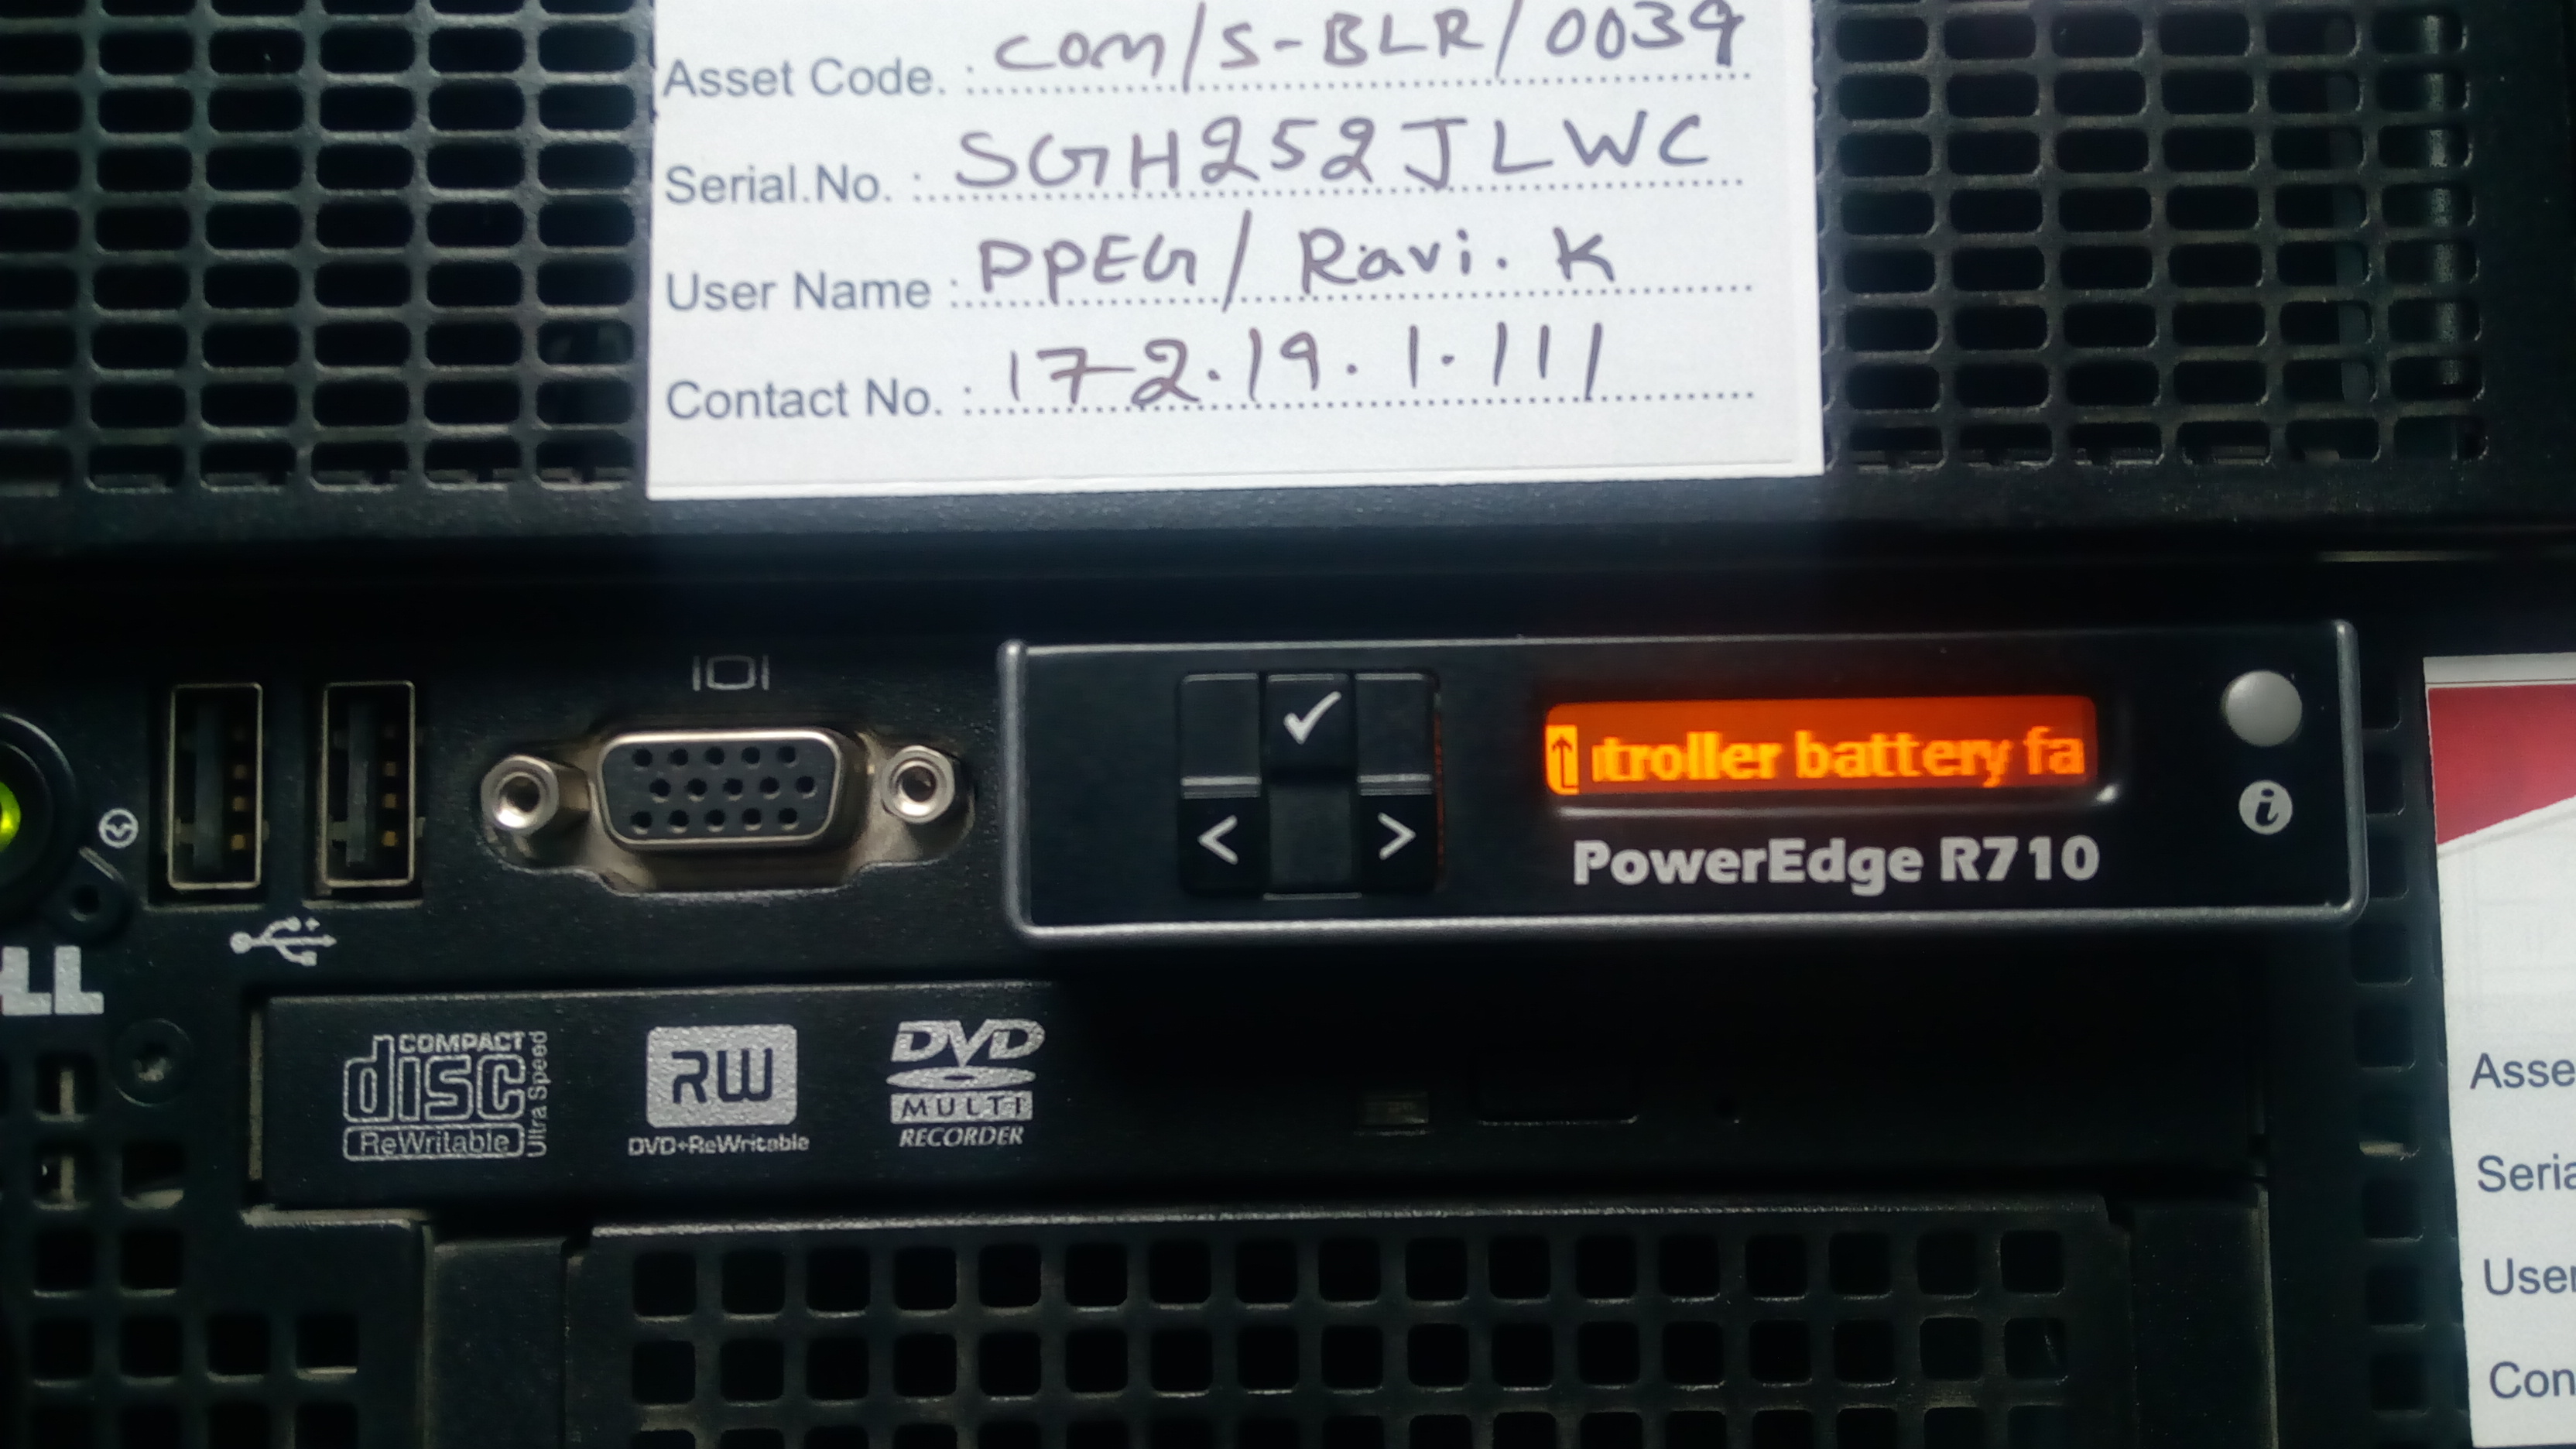 Asset Code. : com/S-BLR/0039
Serial.No. : SGH252JLWC
User Name : PPEG/ Ravi. K
Contact No. : 172.19.1.111
troller battery fa
PowerEdge R710
i
LL
COMPACT
disc
ReWritable
Ultra Speed
RW
DVD+ReWritable
DVD
MULTI
RECORDER
Asse
Seria
User
Con